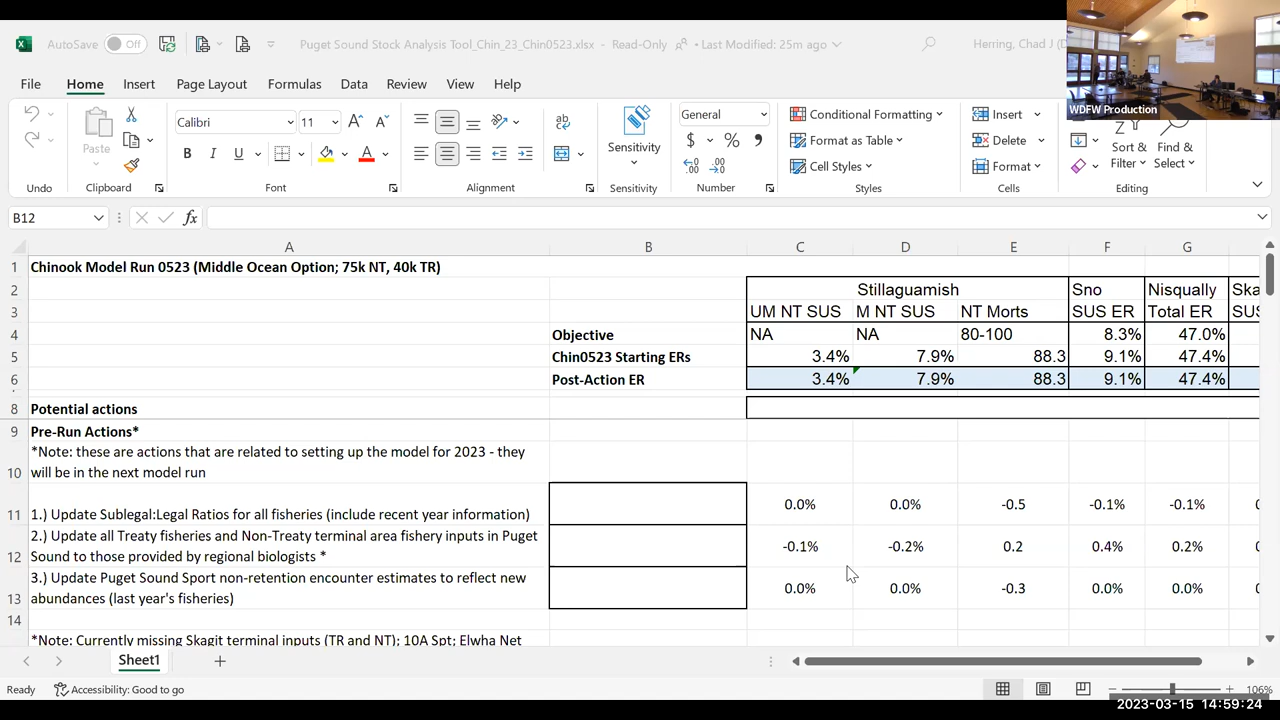 AutoSave Off Puget Sound Stock Analysis Tool_Chin_23_Chin0523.xlsx - Read-Only • Last Modified: 25m ago Herring, Chad J (D
WDFW Production
File Home Insert Page Layout Formulas Data Review View Help
Paste
Calibri 11
Sensitivity
General
Conditional Formatting
Format as Table
Cell Styles
Insert
Delete
Format
Sort & Filter
Find & Select
Undo Clipboard Font Alignment Sensitivity Number Styles Cells Editing
B12 fx
A B C D E F G
1 Chinook Model Run 0523 (Middle Ocean Option; 75k NT, 40k TR)
2 Stillaguamish Sno Nisqually Ska
3 UM NT SUS M NT SUS NT Morts SUS ER Total ER SUS
4 Objective NA NA 80-100 8.3% 47.0%
5 Chin0523 Starting ERs 3.4% 7.9% 88.3 9.1% 47.4%
6 Post-Action ER 3.4% 7.9% 88.3 9.1% 47.4%
8 Potential actions
9 Pre-Run Actions*
*Note: these are actions that are related to setting up the model for 2023 - they
10 will be in the next model run
11 1.) Update Sublegal:Legal Ratios for all fisheries (include recent year information) 0.0% 0.0% -0.5 -0.1% -0.1%
2.) Update all Treaty fisheries and Non-Treaty terminal area fishery inputs in Puget
12 Sound to those provided by regional biologists * -0.1% -0.2% 0.2 0.4% 0.2%
3.) Update Puget Sound Sport non-retention encounter estimates to reflect new
13 abundances (last year's fisheries) 0.0% 0.0% -0.3 0.0% 0.0%
14
*Note: Currently missing Skagit terminal inputs (TR and NT); 10A Spt; Elwha Net
Sheet1
Ready Accessibility: Good to go 106%
2023-03-15 14:59:24